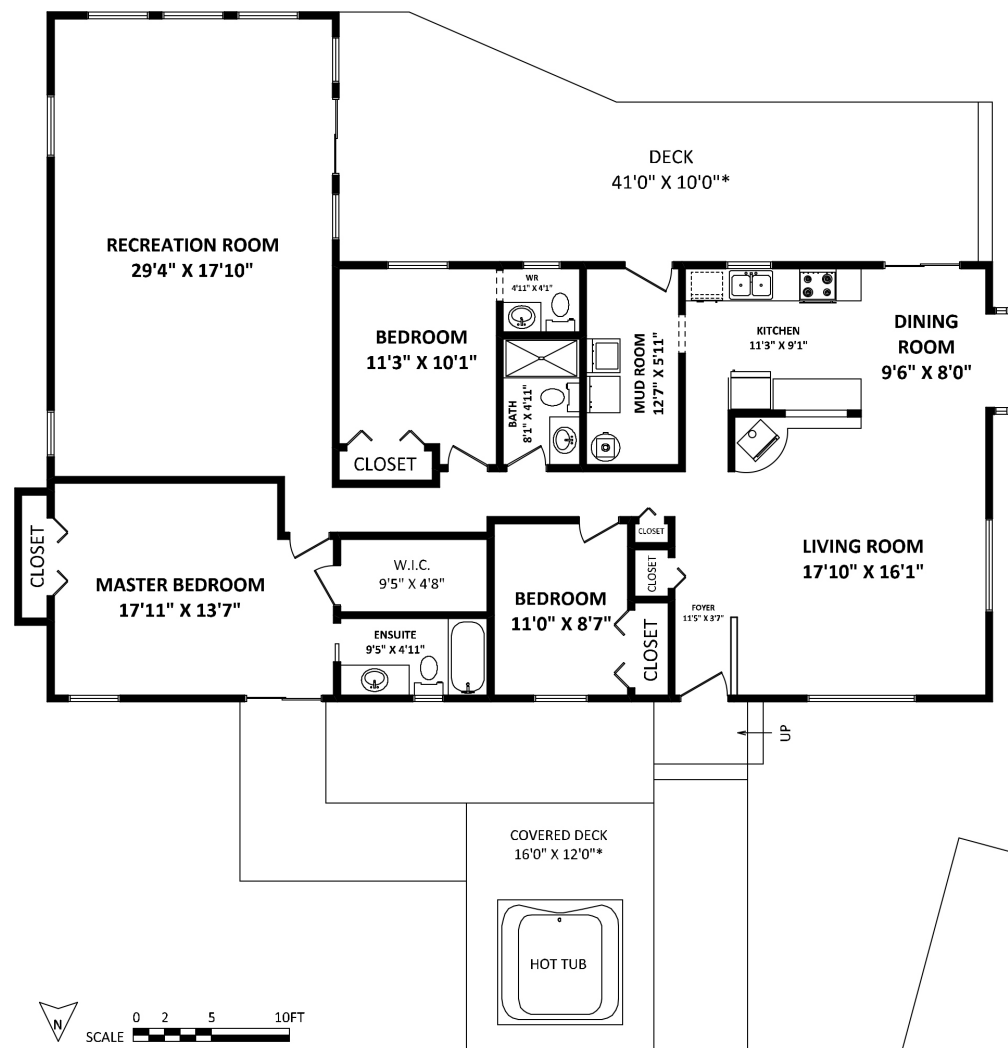 DECK
41'0" X 10'0"*
RECREATION ROOM
29'4" X 17'10"
WR
4'11" X 4'1"
BEDROOM
11'3" X 10'1"
BATH
8'1" X 4'11"
MUD ROOM
12'7" X 5'11"
KITCHEN
11'3" X 9'1"
DINING
ROOM
9'6" X 8'0"
CLOSET
CLOSET
MASTER BEDROOM
17'11" X 13'7"
W.I.C.
9'5" X 4'8"
ENSUITE
9'5" X 4'11"
BEDROOM
11'0" X 8'7"
CLOSET
CLOSET
CLOSET
FOYER
11'5" X 3'7"
LIVING ROOM
17'10" X 16'1"
UP
COVERED DECK
16'0" X 12'0"*
HOT TUB
N
SCALE
0 2 5 10FT